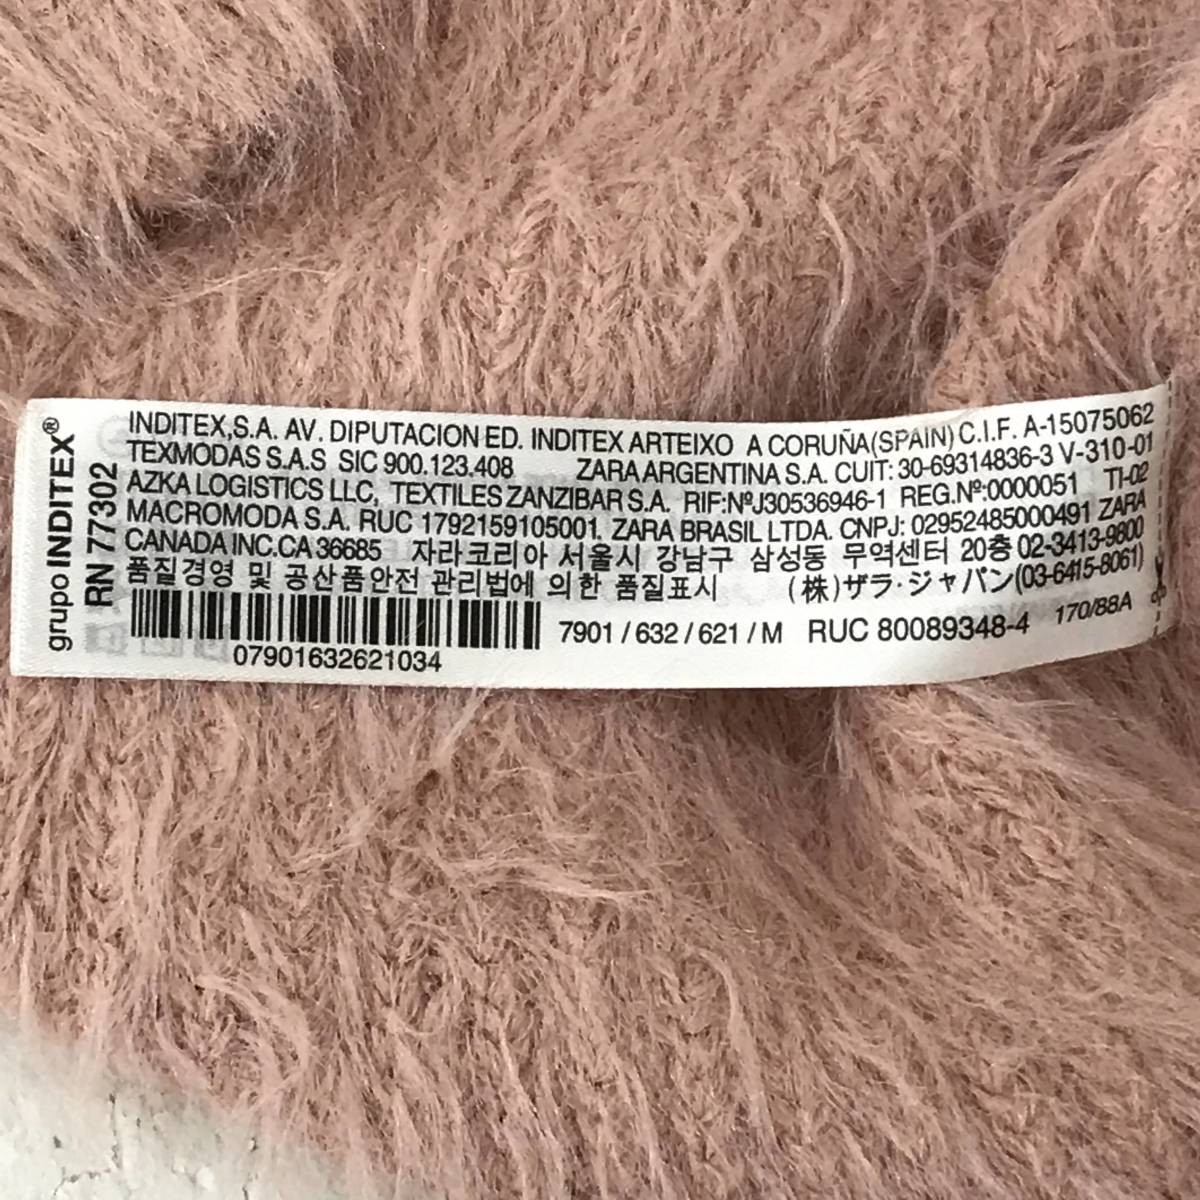 grupo INDITEX®
RN 77302
INDITEX,S.A. AV. DIPUTACION ED. INDITEX ARTEIXO A CORUÑA(SPAIN) C.I.F. A-15075062
TEXMODAS S.A.S SIC 900.123.408 ZARA ARGENTINA S.A. CUIT: 30-69314836-3 V-310-01
AZKA LOGISTICS LLC, TEXTILES ZANZIBAR S.A. RIF:NºJ30536946-1 REG.Nº:0000051 TI-02
MACROMODA S.A. RUC 1792159105001. ZARA BRASIL LTDA. CNPJ: 02952485000491 ZARA
CANADA INC.CA 36685 자라코리아 서울시 강남구 삼성동 무역센터 20층 02-3413-9800
품질경영 및 공산품안전 관리법에 의한 품질표시 (株)ザラ·ジャパン(03-6415-8061)
7901 / 632 / 621 / M RUC 80089348-4 170/88A
07901632621034